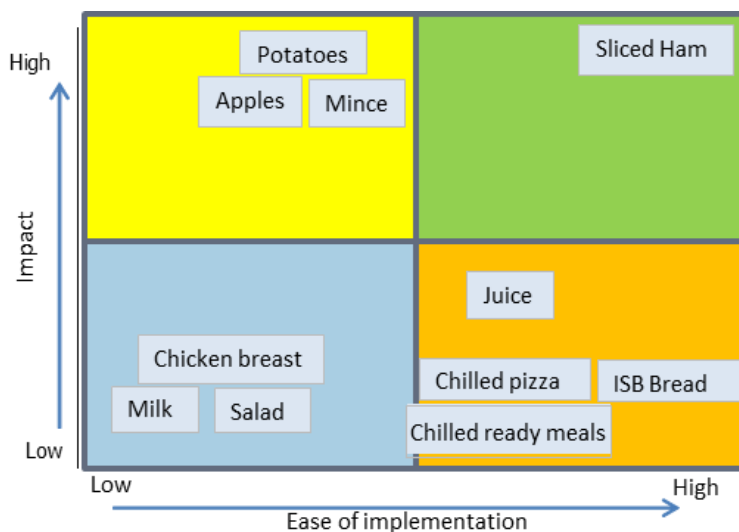 High
Potatoes
Sliced Ham
Apples
Mince
Impact
Juice
Chicken breast
Chilled pizza
ISB Bread
Milk
Salad
Chilled ready meals
Low
Low
High
Ease of implementation